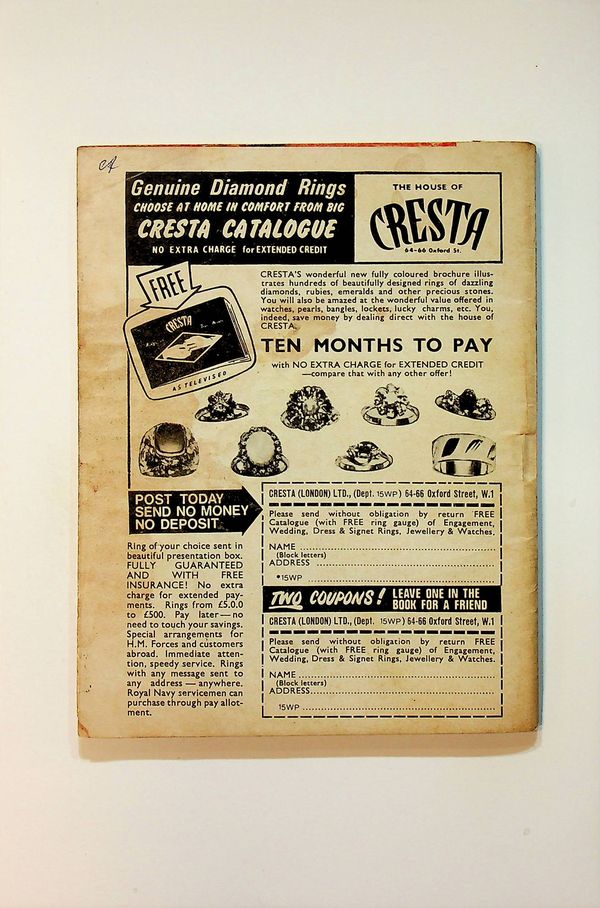 Genuine Diamond Rings
CHOOSE AT HOME IN COMFORT FROM BIG
CRESTA CATALOGUE
NO EXTRA CHARGE for EXTENDED CREDIT
THE HOUSE OF
CRESTA
64-66 Oxford St.
FREE
CRESTA
AS TELEVISED
CRESTA'S wonderful new fully coloured brochure illus-
trates hundreds of beautifully designed rings of dazzling
diamonds, rubies, emeralds and other precious stones.
You will also be amazed at the wonderful value offered in
watches, pearls, bangles, lockets, lucky charms, etc. You,
indeed, save money by dealing direct with the house of
CRESTA.
TEN MONTHS TO PAY
with NO EXTRA CHARGE for EXTENDED CREDIT
—compare that with any other offer!
POST TODAY
SEND NO MONEY
NO DEPOSIT
Ring of your choice sent in
beautiful presentation box.
FULLY GUARANTEED
AND WITH FREE
INSURANCE! No extra
charge for extended pay-
ments. Rings from £5.0.0
to £500. Pay later—no
need to touch your savings.
Special arrangements for
H.M. Forces and customers
abroad. Immediate atten-
tion, speedy service. Rings
with any message sent to
any address — anywhere.
Royal Navy servicemen can
purchase through pay allot-
ment.
CRESTA (LONDON) LTD., (Dept. 15WP) 64-66 Oxford Street, W.1
Please send without obligation by return FREE
Catalogue (with FREE ring gauge) of Engagement,
Wedding, Dress & Signet Rings, Jewellery & Watches.
NAME
(Block letters)
ADDRESS
•15WP
TWO COUPONS! LEAVE ONE IN THE
BOOK FOR A FRIEND
CRESTA (LONDON) LTD., (Dept. 15WP) 64-66 Oxford Street, W.1
Please send without obligation by return FREE
Catalogue (with FREE ring gauge) of Engagement,
Wedding, Dress & Signet Rings, Jewellery & Watches.
NAME
(Block letters)
ADDRESS
15WP